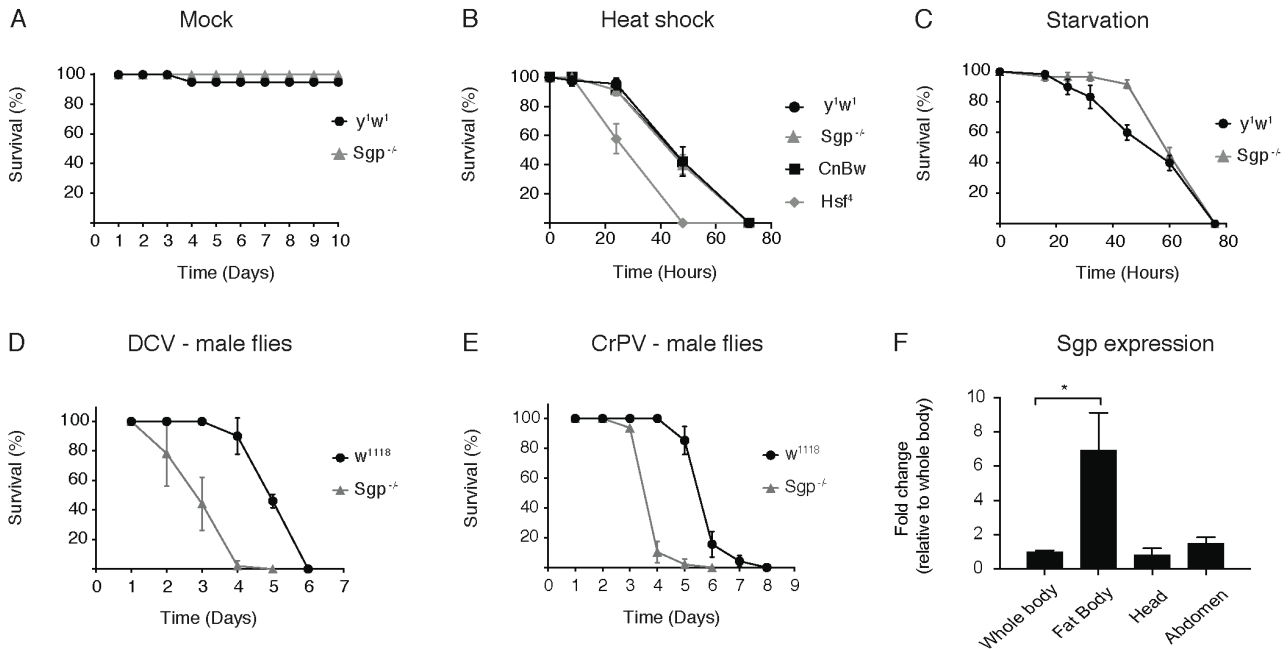 A Mock
Survival (%)
100
80
60
40
20
0 1 2 3 4 5 6 7 8 9 10
Time (Days)
y¹w¹
Sgp -/-
B Heat shock
Survival (%)
100
80
60
40
20
0 20 40 60 80
Time (Hours)
y¹w¹
Sgp -/-
CnBw
Hsf⁴
C Starvation
Survival (%)
100
80
60
40
20
0 20 40 60 80
Time (Hours)
y¹w¹
Sgp -/-
D DCV - male flies
Survival (%)
100
80
60
40
20
0 1 2 3 4 5 6 7
Time (Days)
w¹¹¹⁸
Sgp -/-
E CrPV - male flies
Survival (%)
100
80
60
40
20
0 1 2 3 4 5 6 7 8 9
Time (Days)
w¹¹¹⁸
Sgp -/-
F Sgp expression
Fold change
(relative to whole body)
10
8
6
4
2
0
*
Whole body
Fat Body
Head
Abdomen